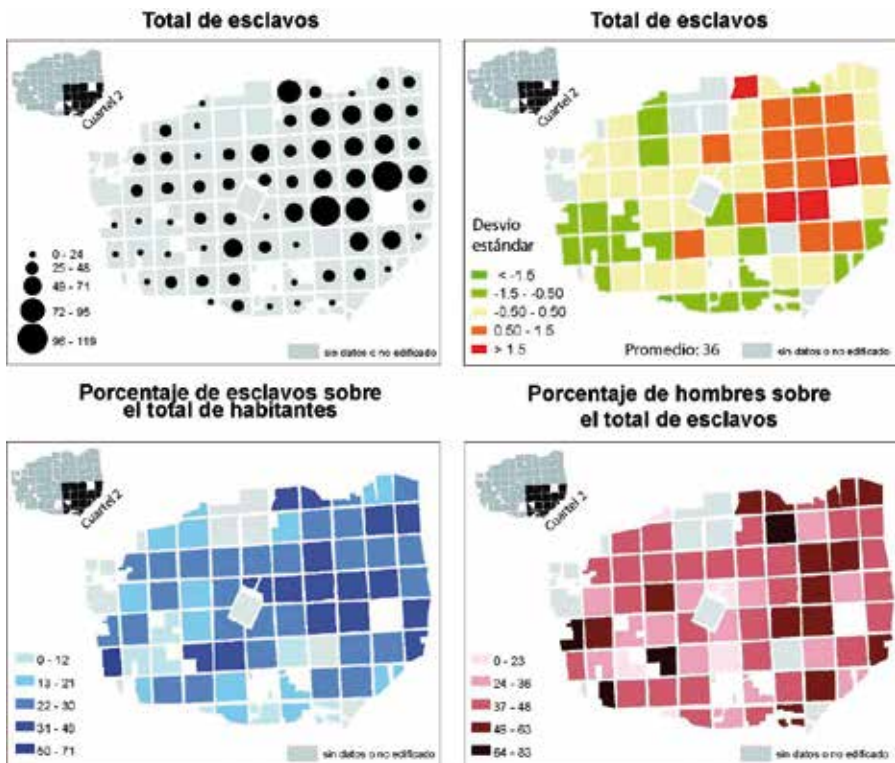 Total de esclavos
Cuartel 2
0 - 24
25 - 48
49 - 71
72 - 95
96 - 119
sin datos o no edificado
Total de esclavos
Cuartel 2
Desvío
estándar
< -1.5
-1.5 - -0.50
-0.50 - 0.50
0.50 - 1.5
> 1.5
Promedio: 36
sin datos o no edificado
Porcentaje de esclavos sobre
el total de habitantes
Cuartel 2
0 - 12
13 - 21
22 - 30
50 - 71
sin datos o no edificado
Porcentaje de hombres sobre
el total de esclavos
Cuartel 2
0 - 23
24 - 36
37 - 48
64 - 83
sin datos o no edificado